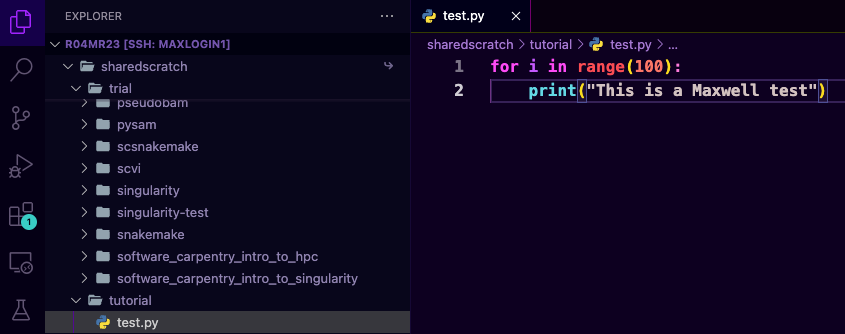 EXPLORER
R04MR23 [SSH: MAXLOGIN1]
sharedscratch
trial
pseudobam
pysam
scsnakemake
scvi
singularity
singularity-test
snakemake
software_carpentry_intro_to_hpc
software_carpentry_intro_to_singularity
tutorial
test.py
1
test.py
sharedscratch > tutorial > test.py > ...
1 for i in range(100):
2 print("This is a Maxwell test")